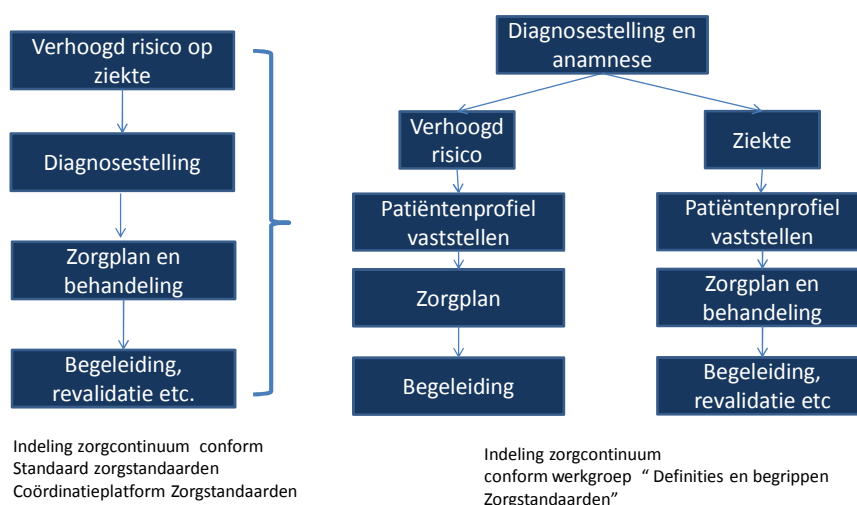 Verhoogd risico op
ziekte
Diagnosestelling
Zorgplan en
behandeling
Begeleiding,
revalidatie etc.
Indeling zorgcontinuum conform
Standaard zorgstandaarden
Coördinatieplatform Zorgstandaarden
Diagnosestelling en
anamnese
Verhoogd
risico
Patiëntenprofiel
vaststellen
Zorgplan
Begeleiding
Ziekte
Patiëntenprofiel
vaststellen
Zorgplan en
behandeling
Begeleiding,
revalidatie etc
Indeling zorgcontinuum
conform werkgroep “ Definities en begrippen
Zorgstandaarden”